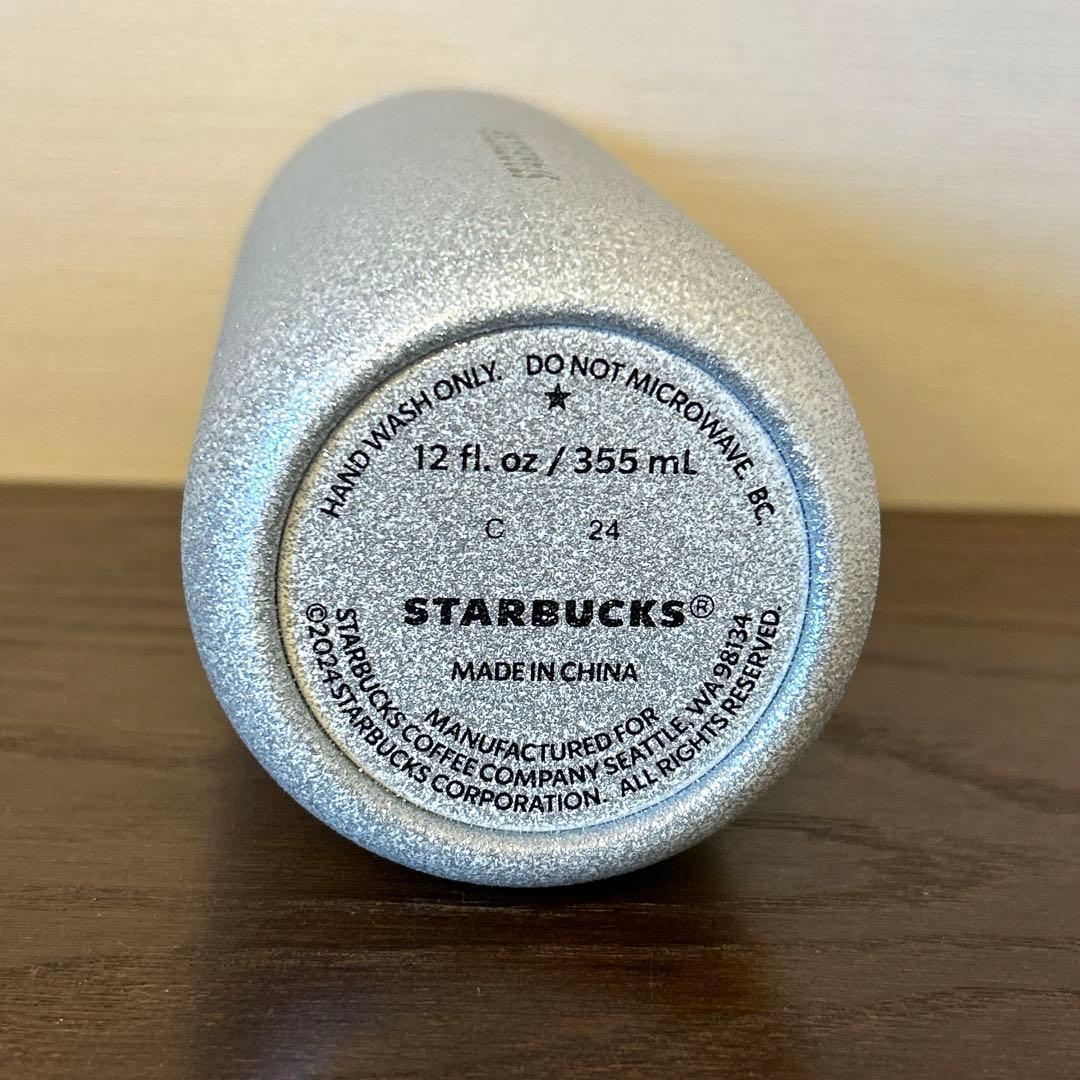 HAND WASH ONLY. DO NOT MICROWAVE. BC.
12 fl. oz / 355 mL
C 24
STARBUCKS®
MADE IN CHINA
MANUFACTURED FOR
STARBUCKS COFFEE COMPANY SEATTLE, WA 98134
©2024 STARBUCKS CORPORATION. ALL RIGHTS RESERVED.